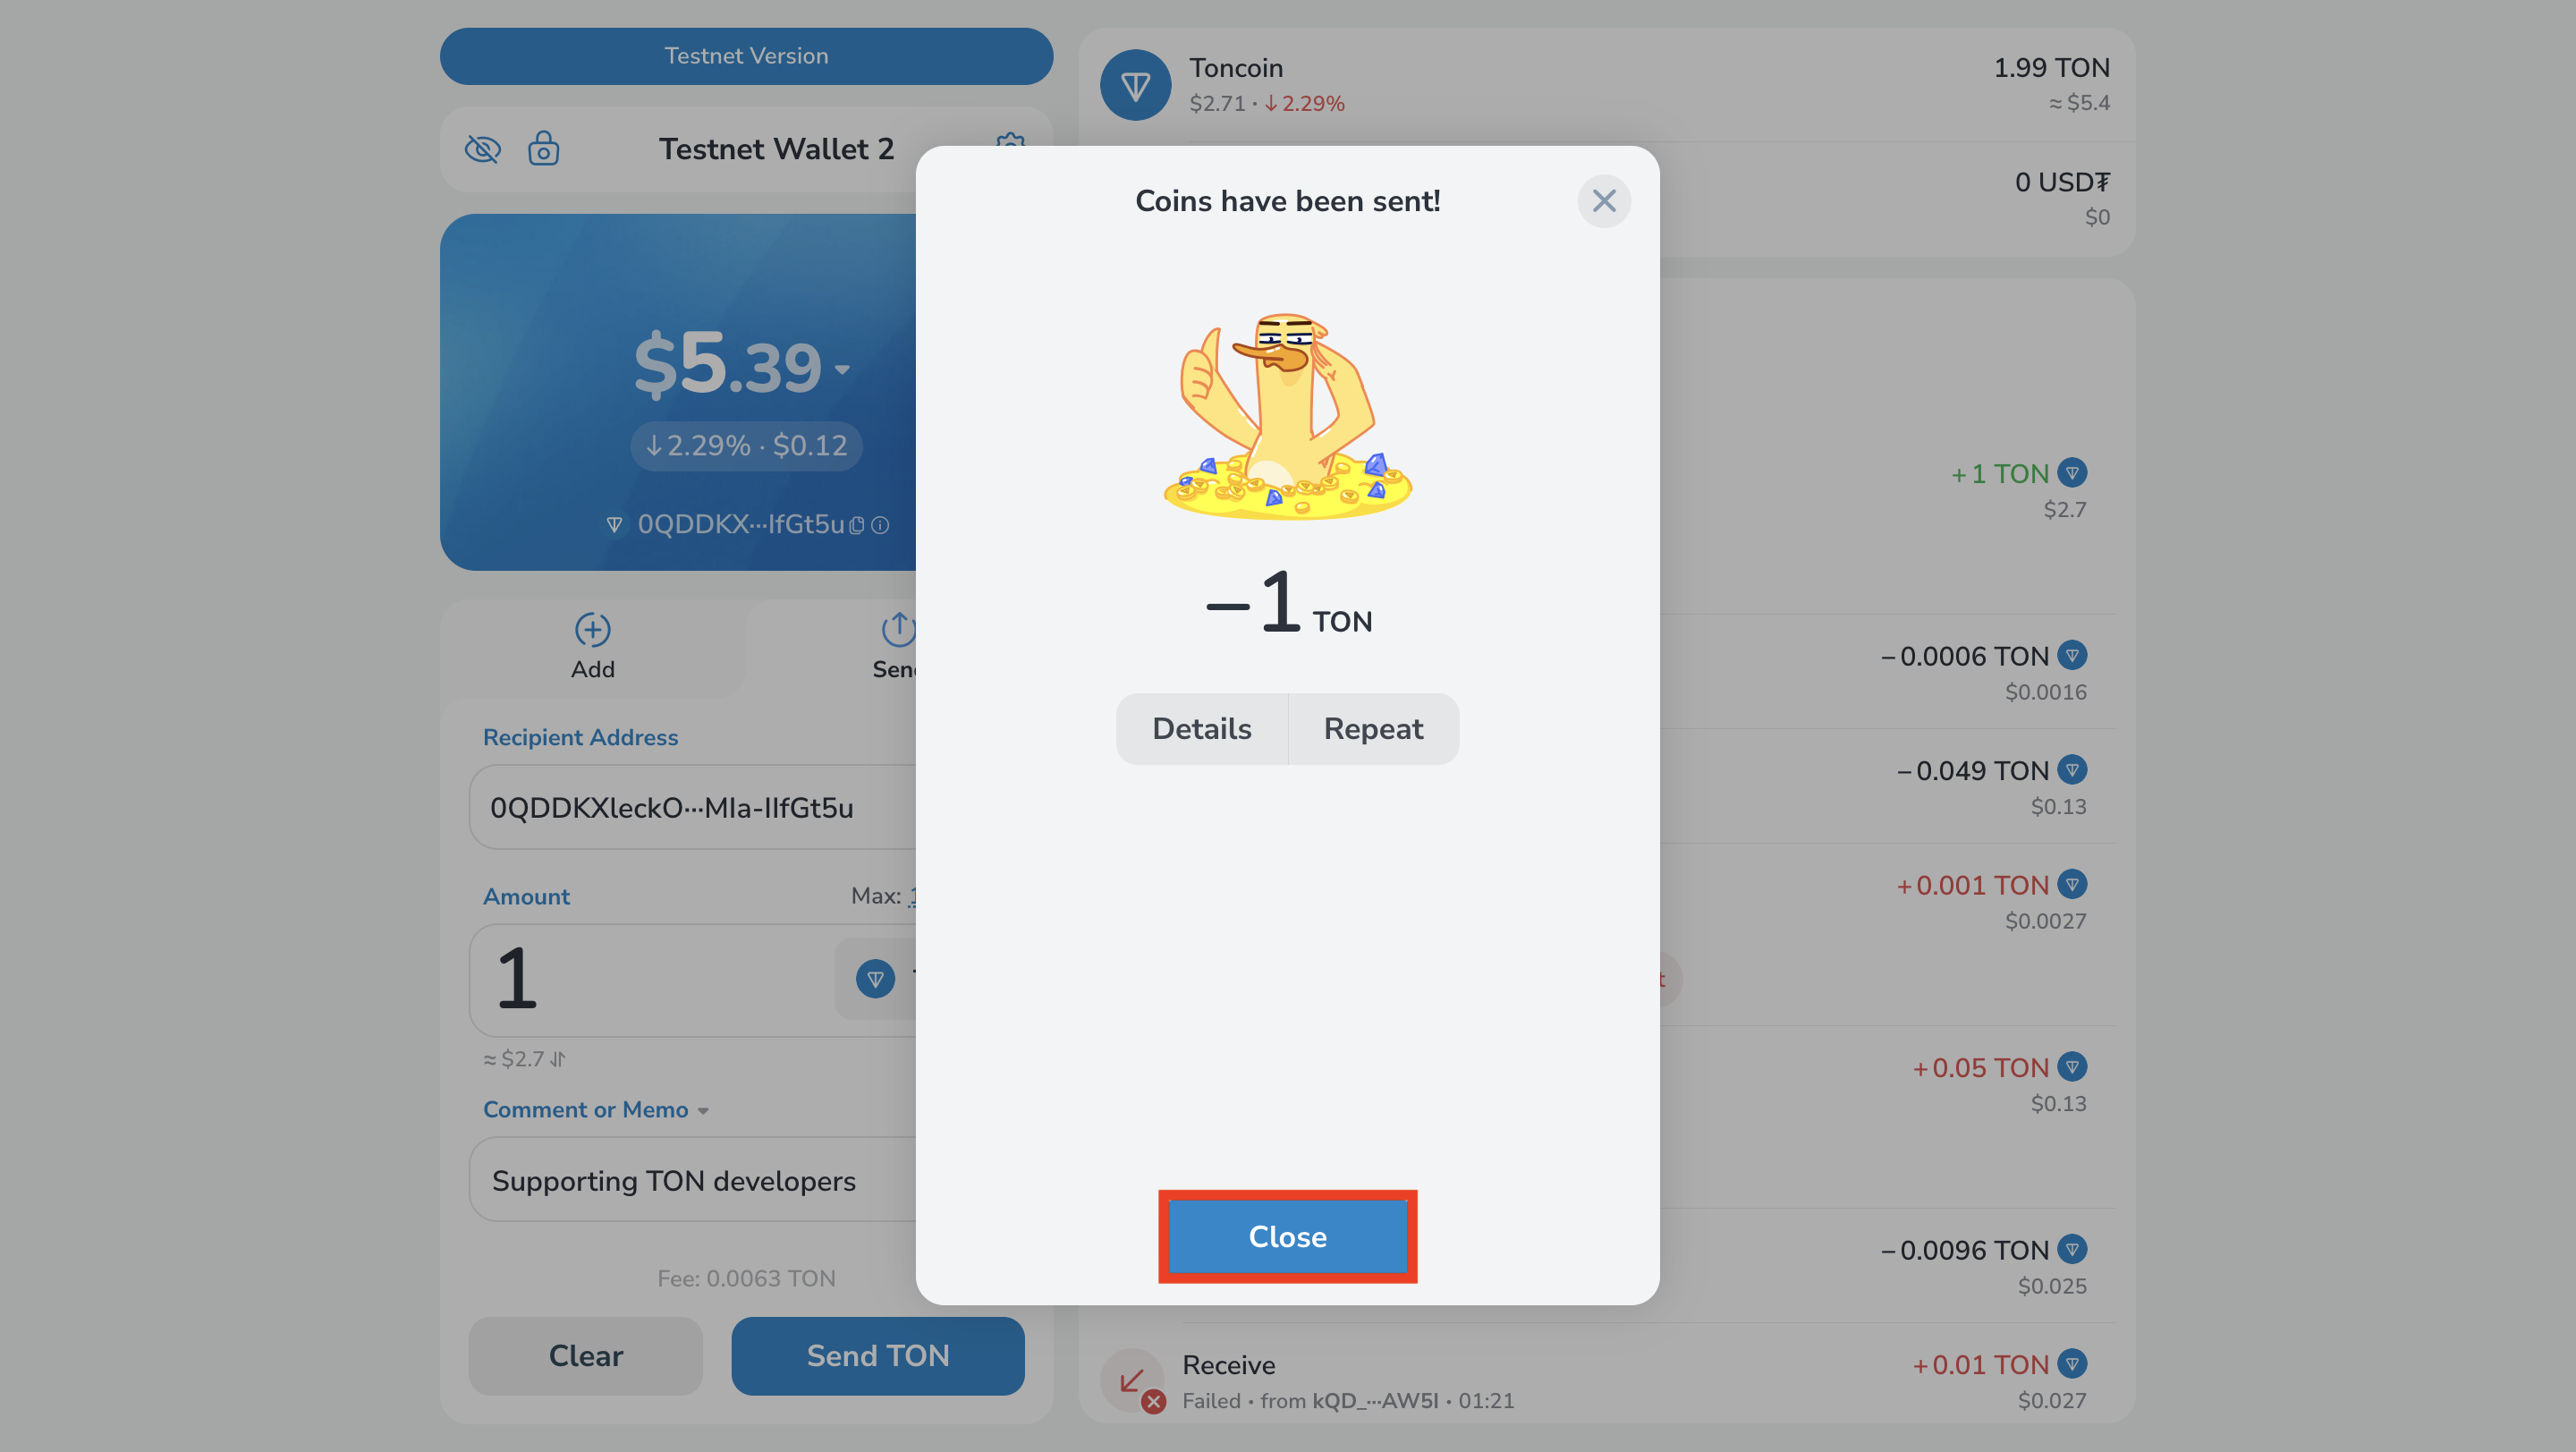 Testnet Version
Testnet Wallet 2
$5.39
↓2.29% · $0.12
0QDDKX···IfGt5u
Add
Recipient Address
0QDDKXleckO···MIa-IIfGt5u
Amount
Max:
1
≈ $2.7
Comment or Memo
Supporting TON developers
Fee: 0.0063 TON
Clear
Send TON
Coins have been sent!
−1 TON
Details
Repeat
Close
Toncoin
1.99 TON
$2.71 · ↓2.29%
≈ $5.4
0 USD₮
$0
+1 TON
$2.7
−0.0006 TON
$0.0016
−0.049 TON
$0.13
+0.001 TON
$0.0027
+0.05 TON
$0.13
−0.0096 TON
$0.025
Receive
+0.01 TON
Failed · from kQD_···AW5I · 01:21
$0.027